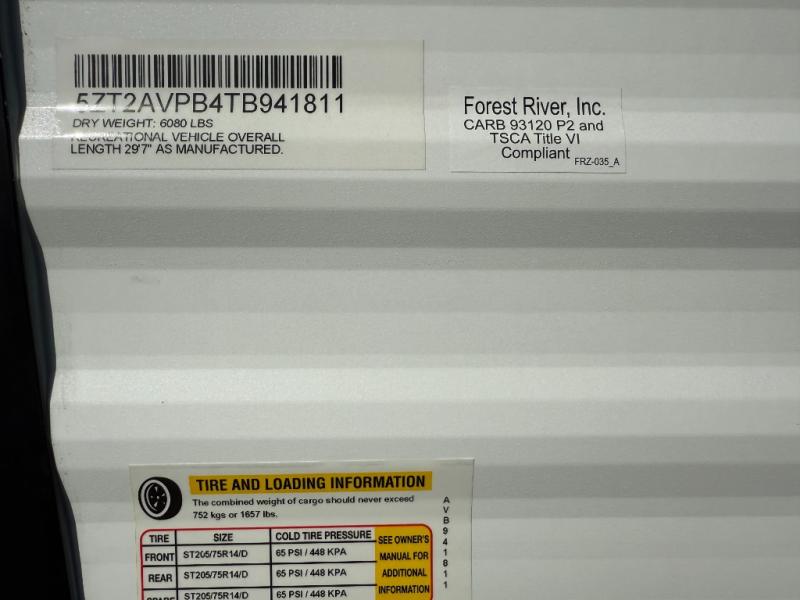 5ZT2AVPB4TB941811
DRY WEIGHT: 6080 LBS
RECREATIONAL VEHICLE OVERALL
LENGTH 29'7" AS MANUFACTURED.
Forest River, Inc.
CARB 93120 P2 and
TSCA Title VI
Compliant
FRZ-035_A
TIRE AND LOADING INFORMATION
The combined weight of cargo should never exceed
752 kgs or 1657 lbs.
TIRE SIZE COLD TIRE PRESSURE
FRONT ST205/75R14/D 65 PSI / 448 KPA
REAR ST205/75R14/D 65 PSI / 448 KPA
SPARE ST205/75R14/D 65 PSI / 448 KPA
SEE OWNER'S
MANUAL FOR
ADDITIONAL
INFORMATION
AVB941811